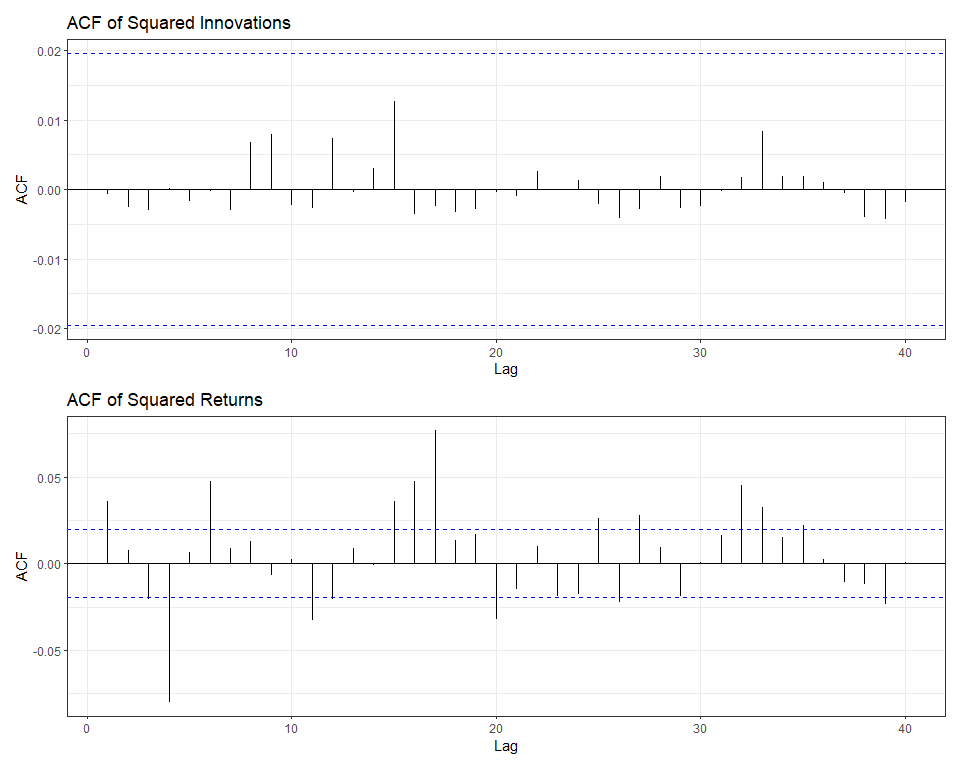 ACF of Squared Innovations
0.02
0.01
0.00
-0.01
-0.02
ACF
0 10 20 30 40
Lag
ACF of Squared Returns
0.05
0.00
-0.05
ACF
0 10 20 30 40
Lag